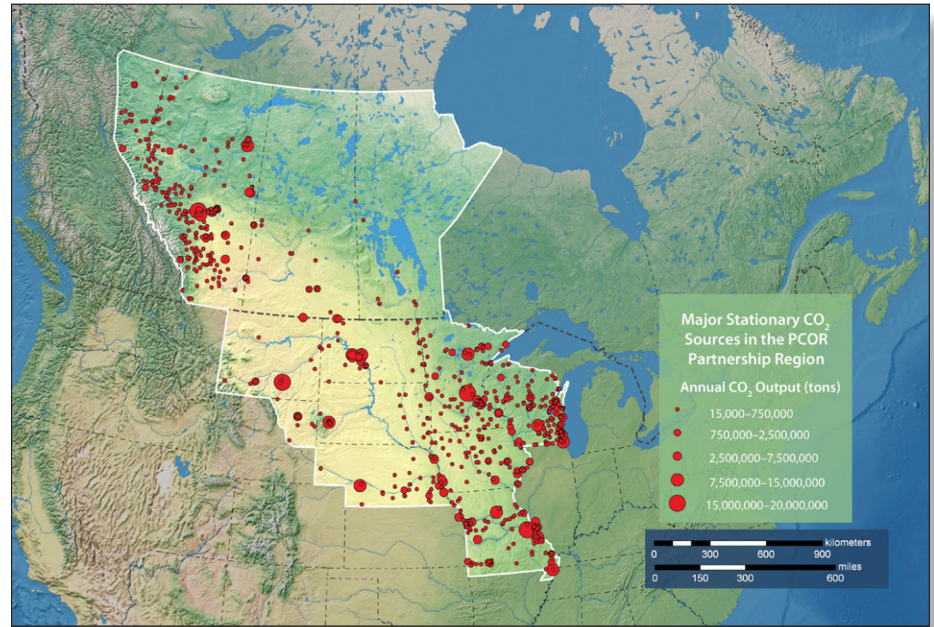 Major Stationary CO₂
Sources in the PCOR
Partnership Region
Annual CO₂ Output (tons)
15,000–750,000
750,000–2,500,000
2,500,000–7,500,000
7,500,000–15,000,000
15,000,000–20,000,000
kilometers
0 300 600 900
miles
0 150 300 600